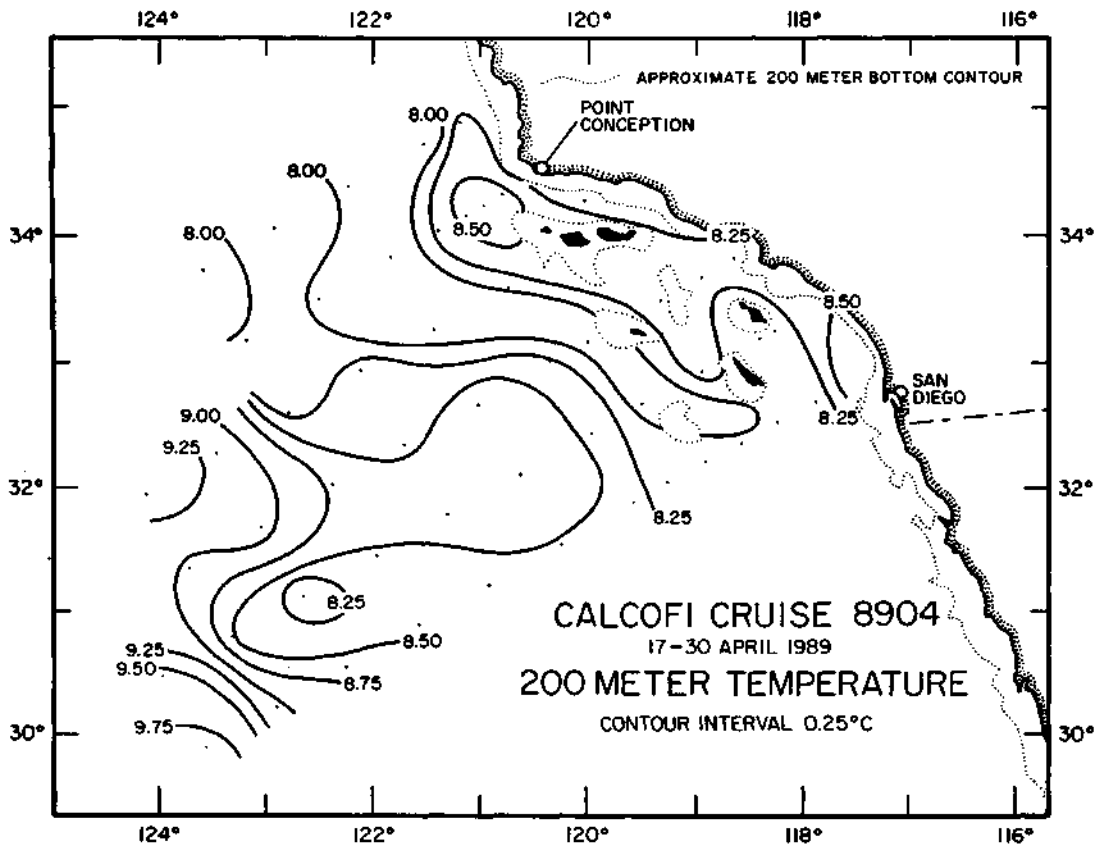 124° 122° 120° 118° 116°
APPROXIMATE 200 METER BOTTOM CONTOUR
8.00
POINT
CONCEPTION
8.00
8.50
34° 8.00 8.25 34°
8.50
SAN
DIEGO
9.00
8.25
9.25
32° 32°
8.25
8.25
CALCOFI CRUISE 8904
8.50
17-30 APRIL 1989
9.25
9.50
8.75
200 METER TEMPERATURE
9.75
CONTOUR INTERVAL 0.25°C
30° 30°
124° 122° 120° 118° 116°